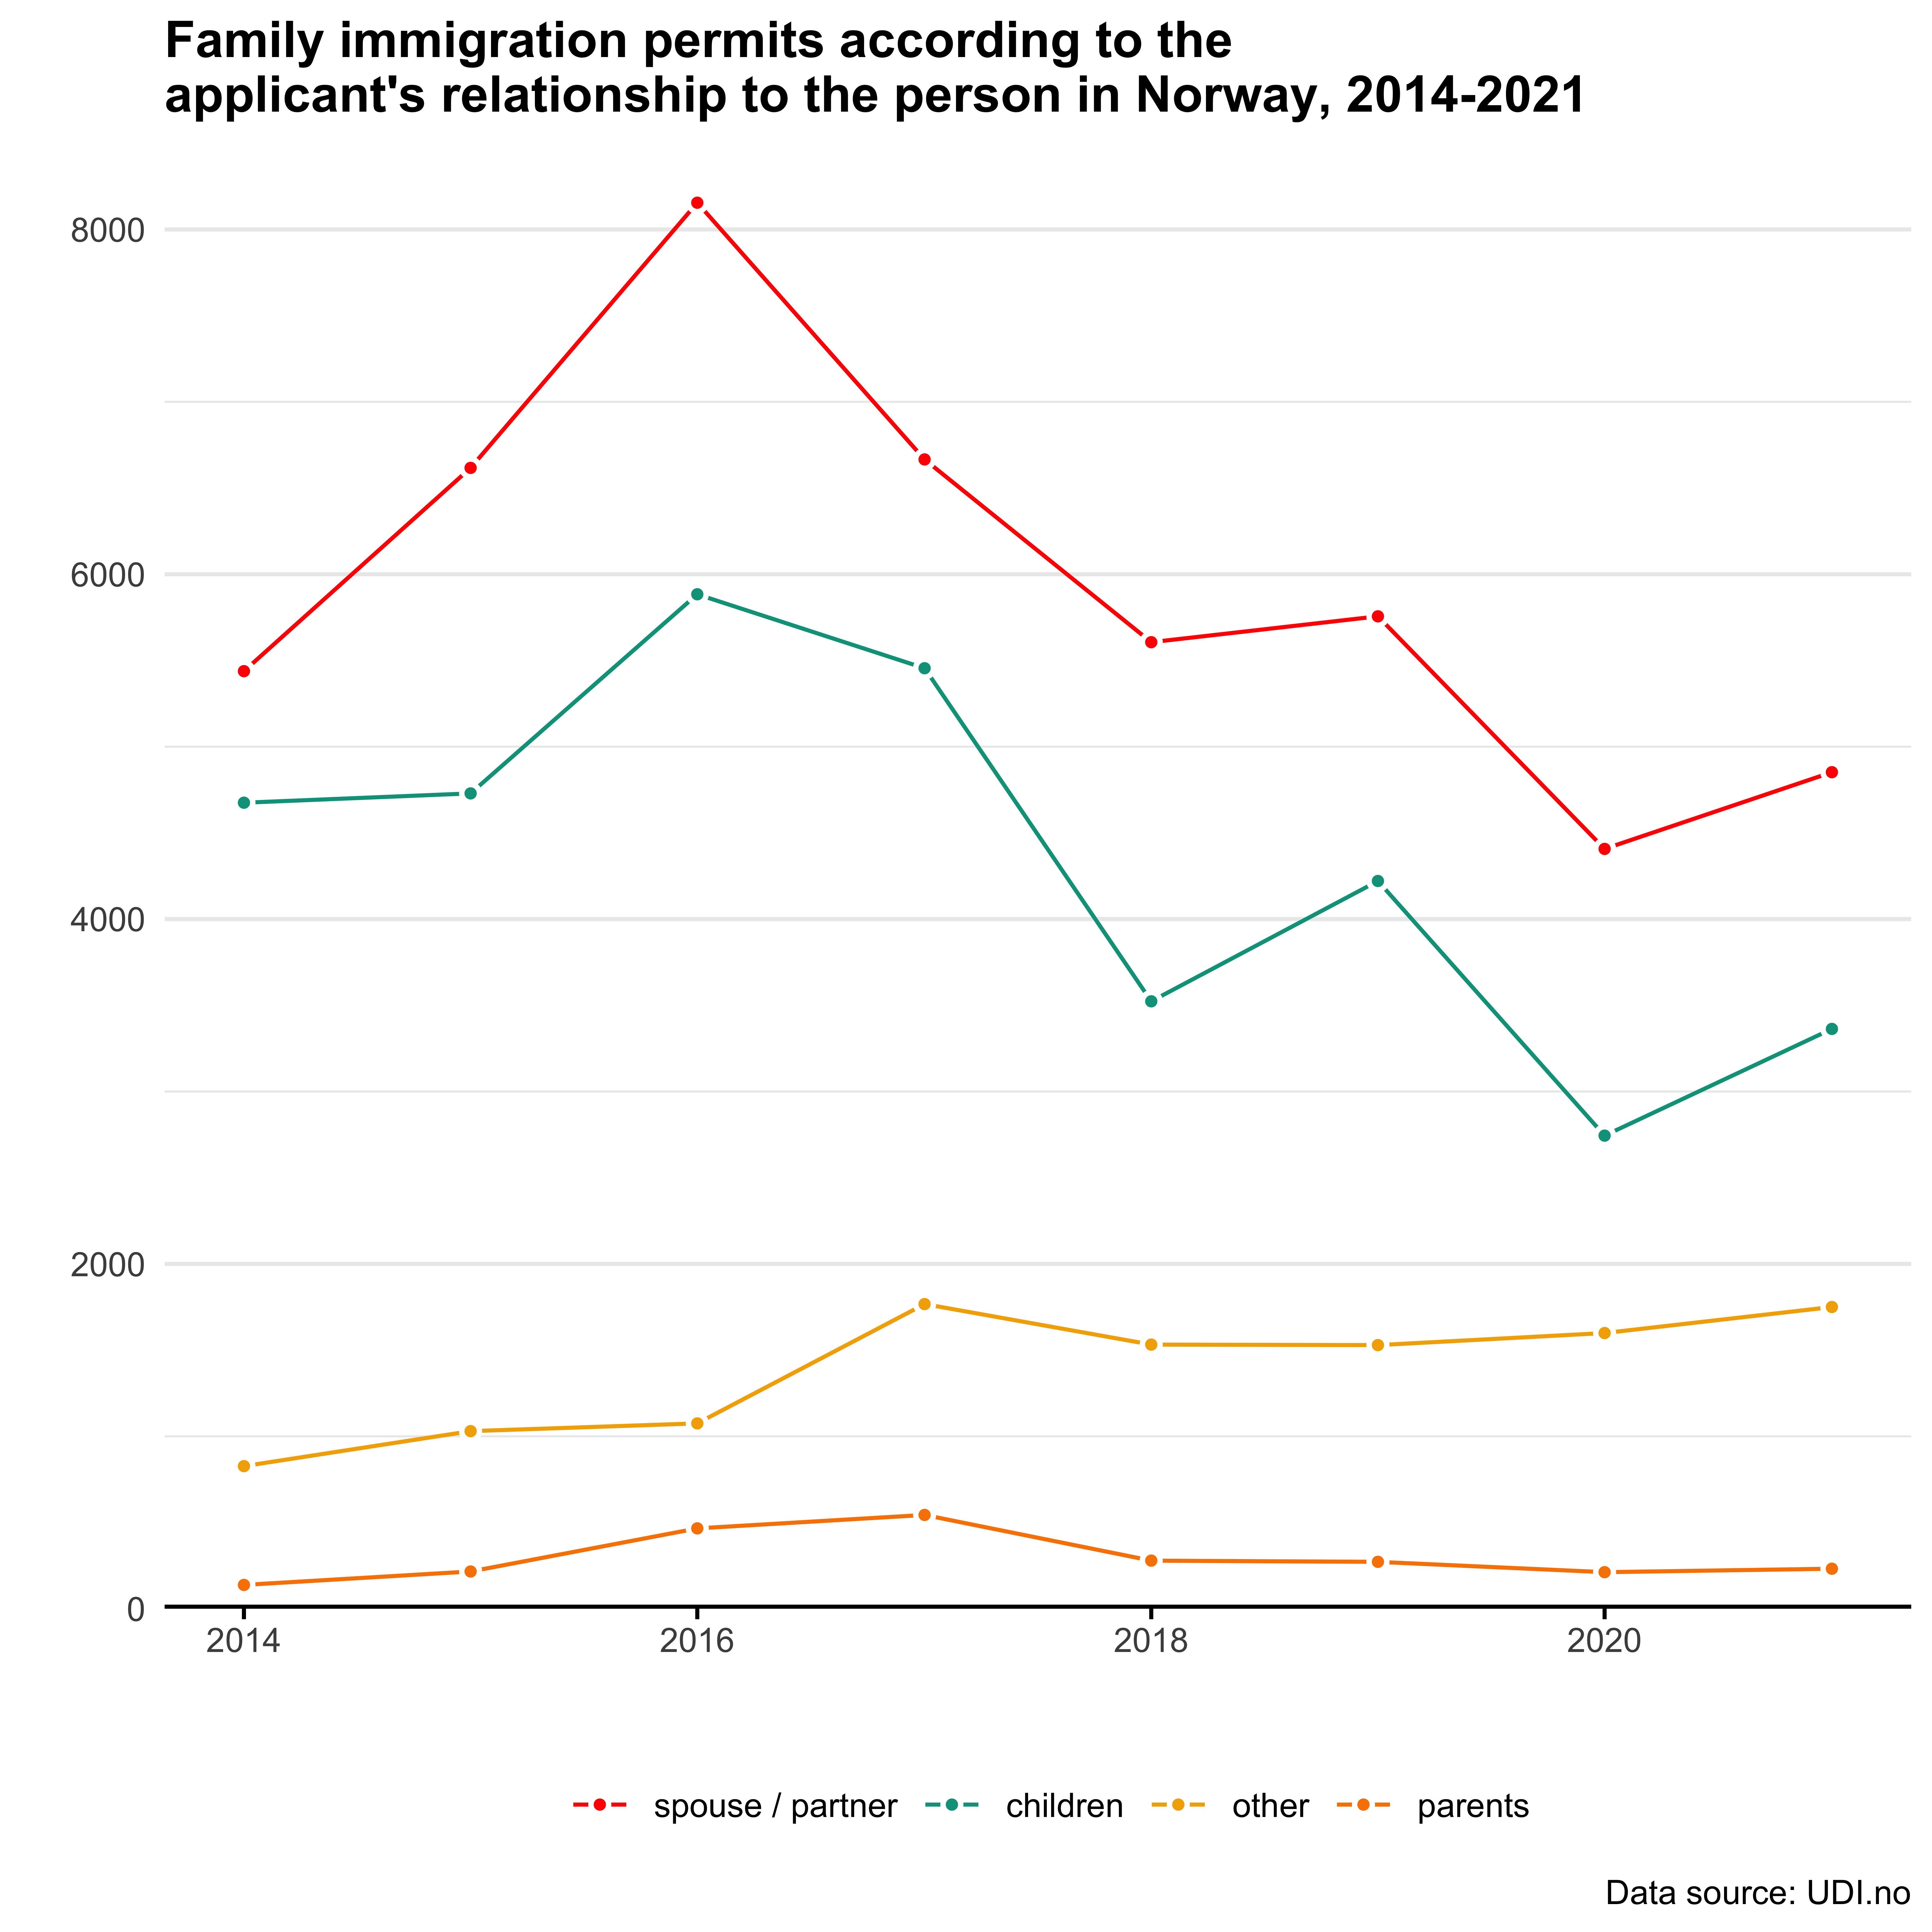 Family immigration permits according to the
applicant's relationship to the person in Norway, 2014-2021
8000
6000
4000
2000
0
2014 2016 2018 2020
spouse / partner children other parents
Data source: UDI.no